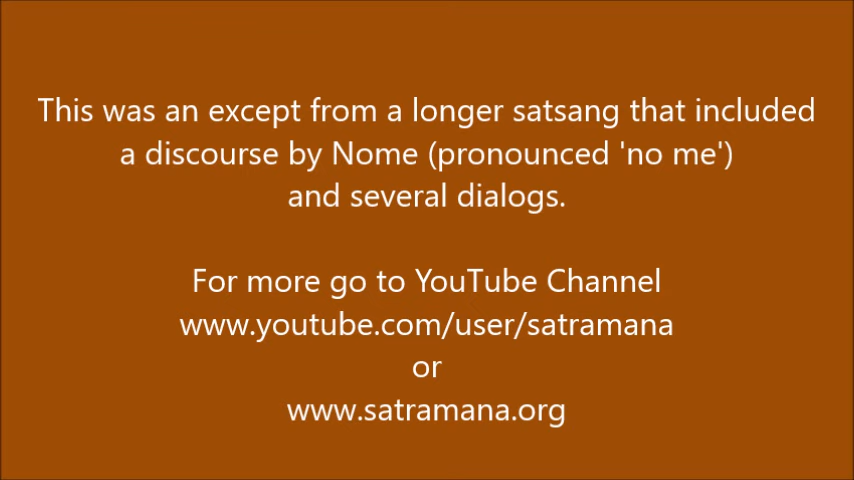 This was an except from a longer satsang that included
a discourse by Nome (pronounced 'no me')
and several dialogs.
For more go to YouTube Channel
www.youtube.com/user/satramana
or
www.satramana.org